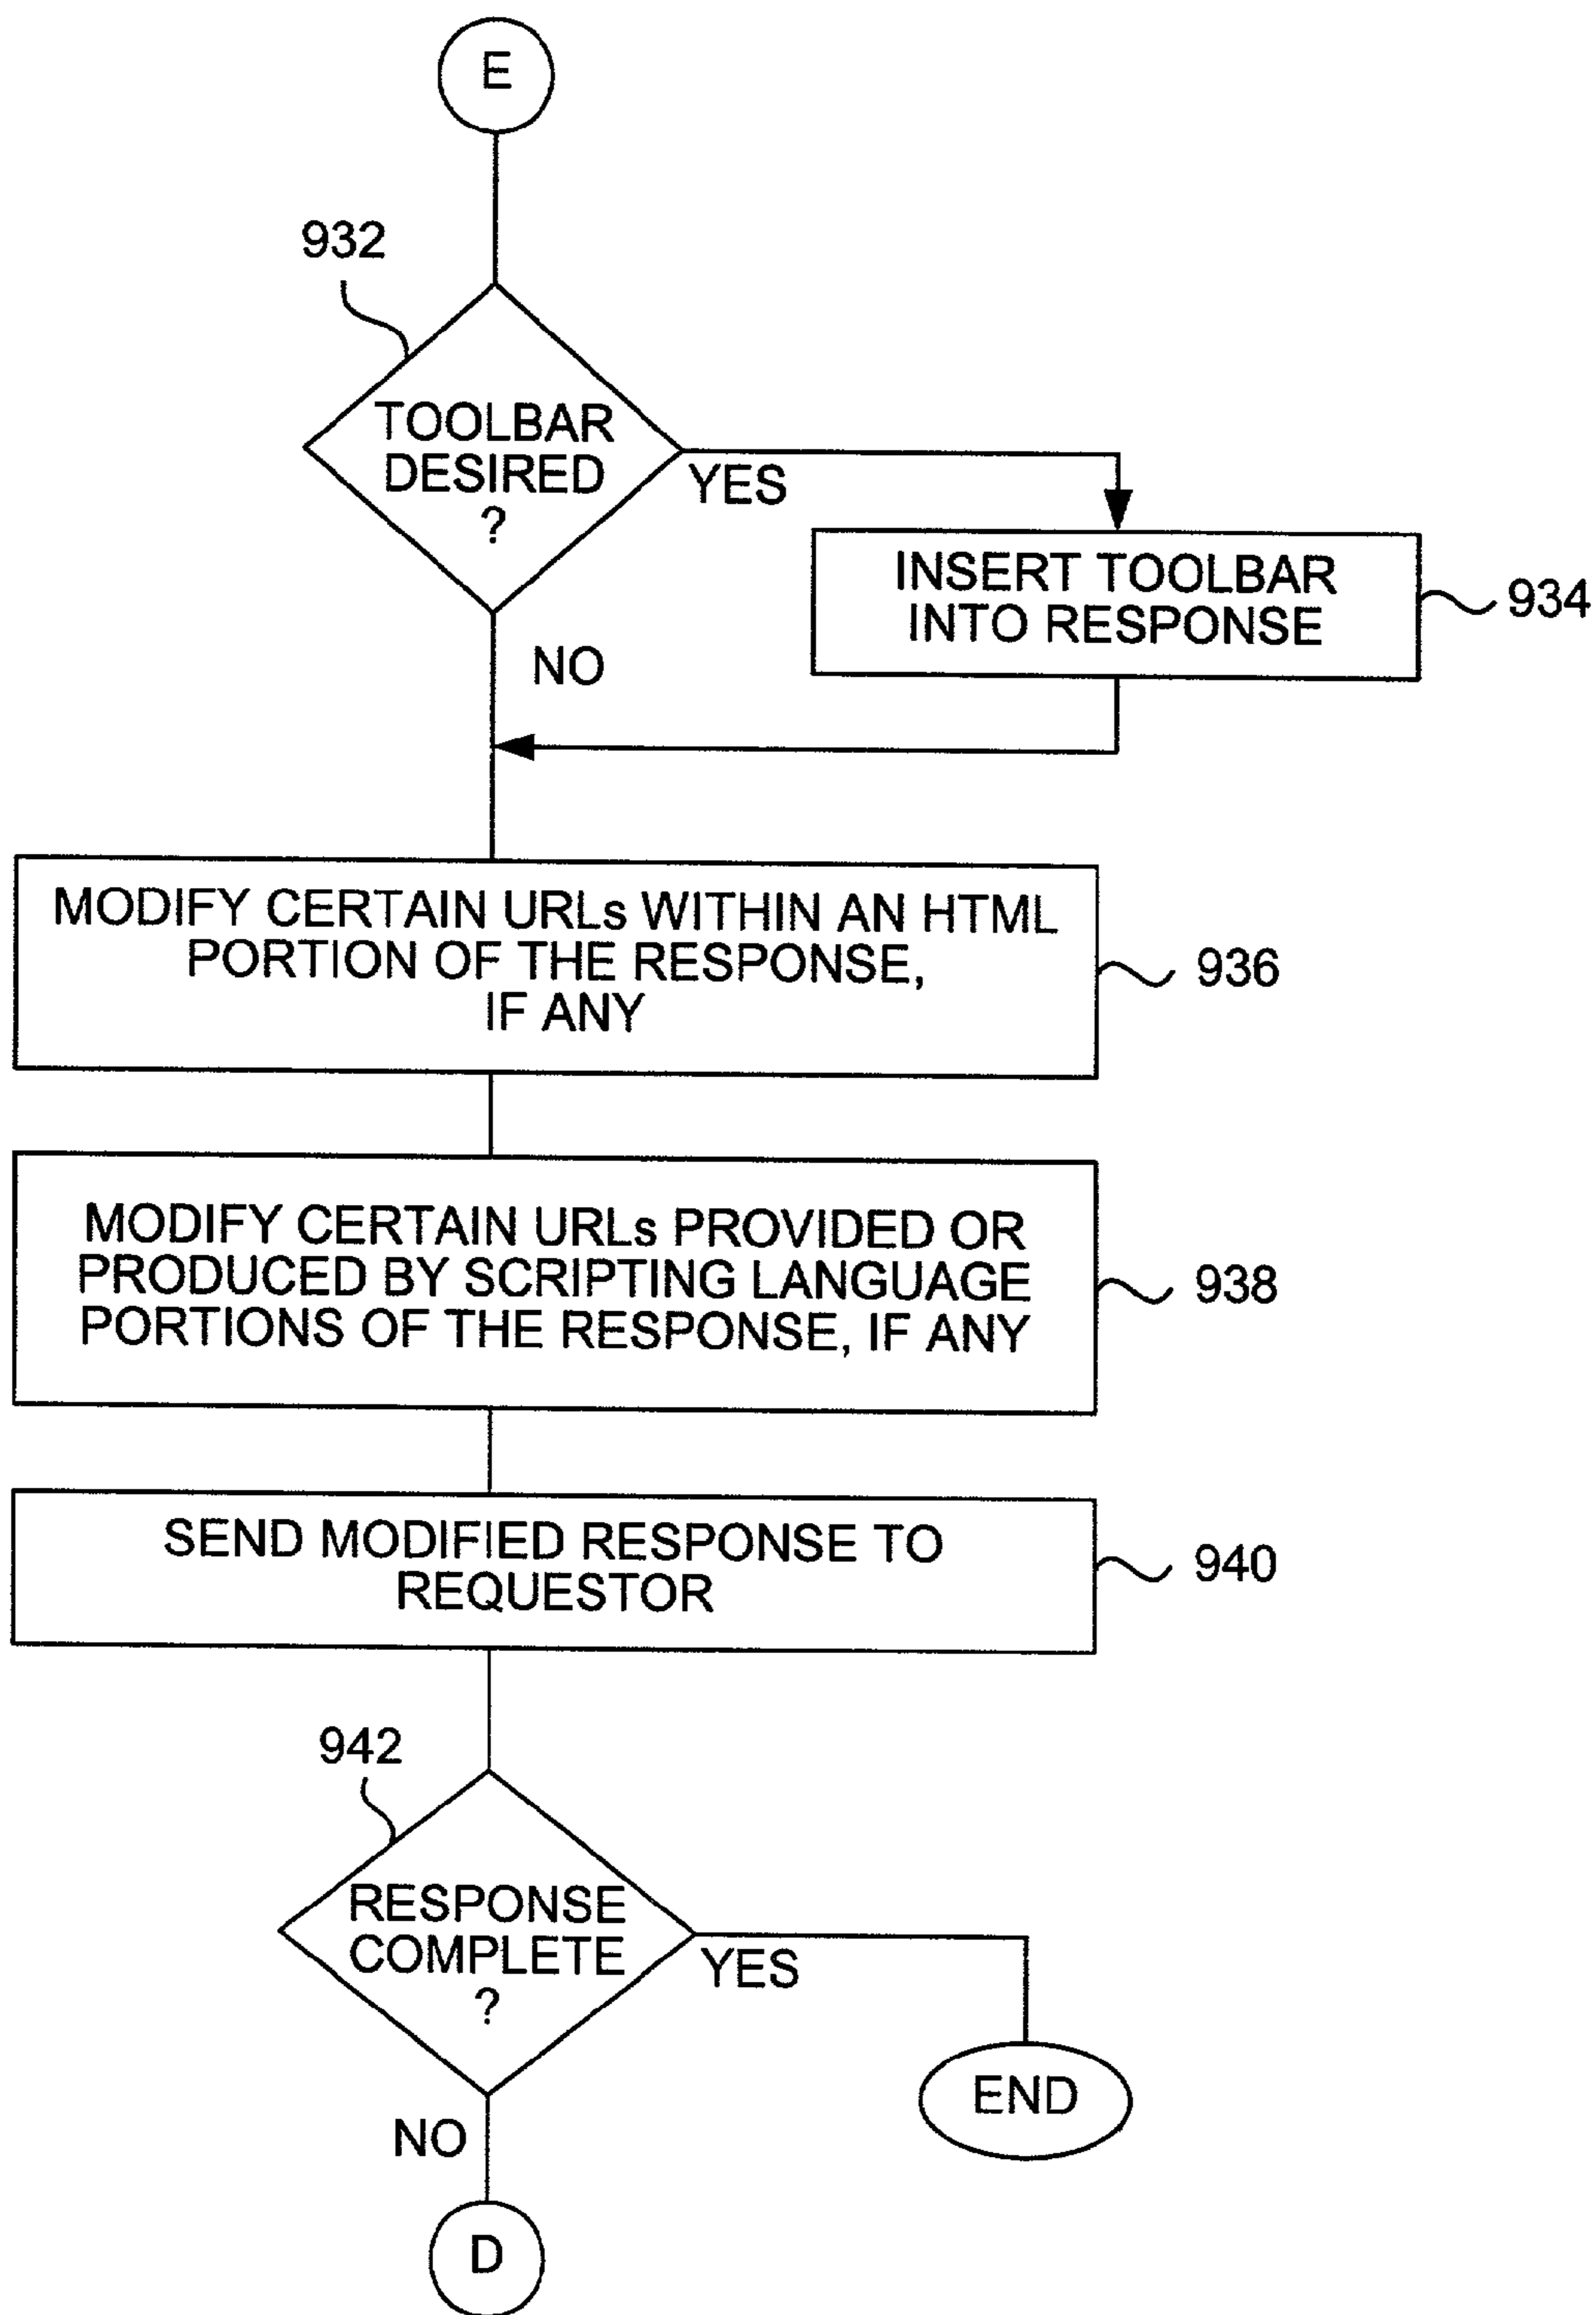 E
932
TOOLBAR
DESIRED
?
YES
INSERT TOOLBAR
INTO RESPONSE
934
NO
MODIFY CERTAIN URLs WITHIN AN HTML
PORTION OF THE RESPONSE,
IF ANY
936
MODIFY CERTAIN URLs PROVIDED OR
PRODUCED BY SCRIPTING LANGUAGE
PORTIONS OF THE RESPONSE, IF ANY
938
SEND MODIFIED RESPONSE TO
REQUESTOR
940
942
RESPONSE
COMPLETE
?
YES
END
NO
D